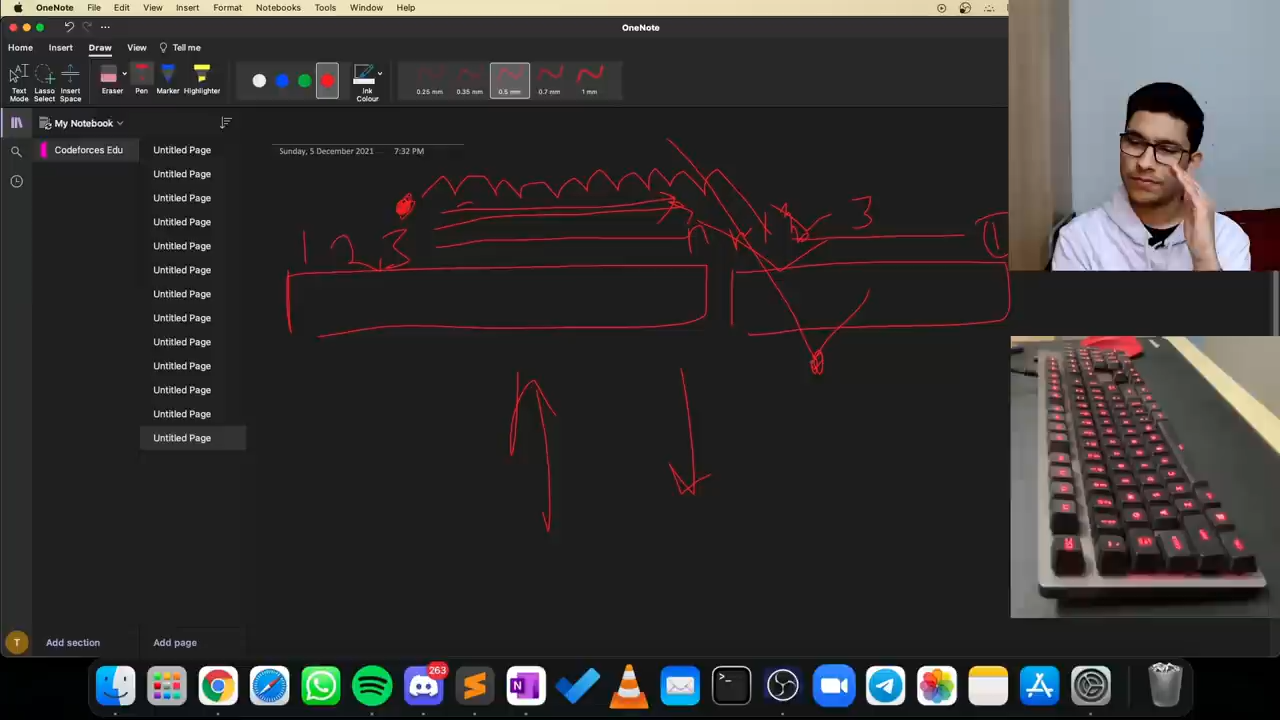 OneNote File Edit View Insert Format Notebooks Tools Window Help
OneNote
Home Insert Draw View Tell me
Text Mode
Lasso Select
Insert Space
Eraser
Pen
Marker
Highlighter
Ink Colour
0.25 mm
0.35 mm
0.5 mm
0.7 mm
1 mm
My Notebook
Codeforces Edu
Untitled Page
Untitled Page
Untitled Page
Untitled Page
Untitled Page
Untitled Page
Untitled Page
Untitled Page
Untitled Page
Untitled Page
Untitled Page
Untitled Page
Untitled Page
Sunday, 5 December 2021
7:32 PM
3
1 2,3
n
1
T
Add section
Add page
263